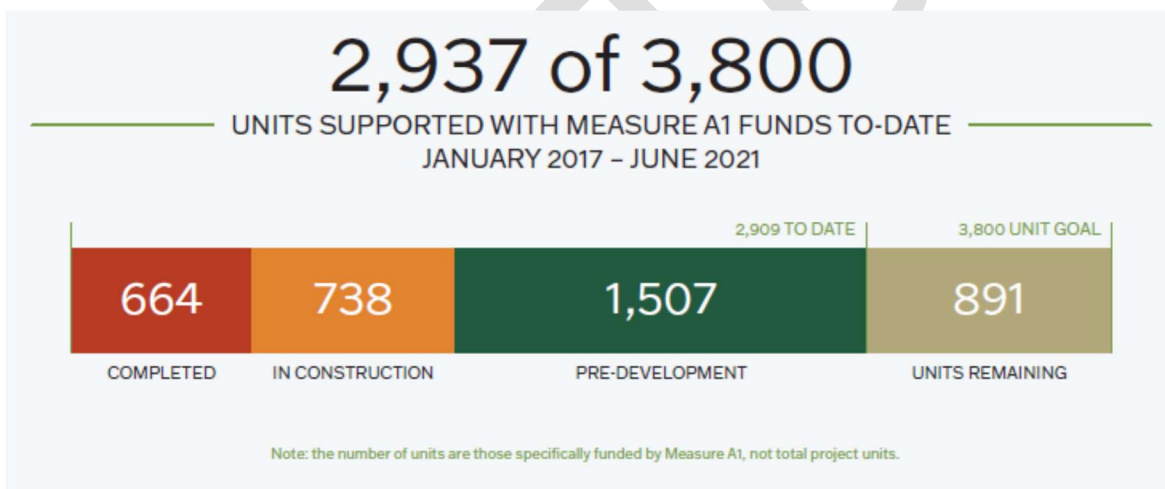 2,937 of 3,800
UNITS SUPPORTED WITH MEASURE A1 FUNDS TO-DATE
JANUARY 2017 – JUNE 2021
2,909 TO DATE
3,800 UNIT GOAL
664
738
1,507
891
COMPLETED
IN CONSTRUCTION
PRE-DEVELOPMENT
UNITS REMAINING
Note: the number of units are those specifically funded by Measure A1, not total project units.